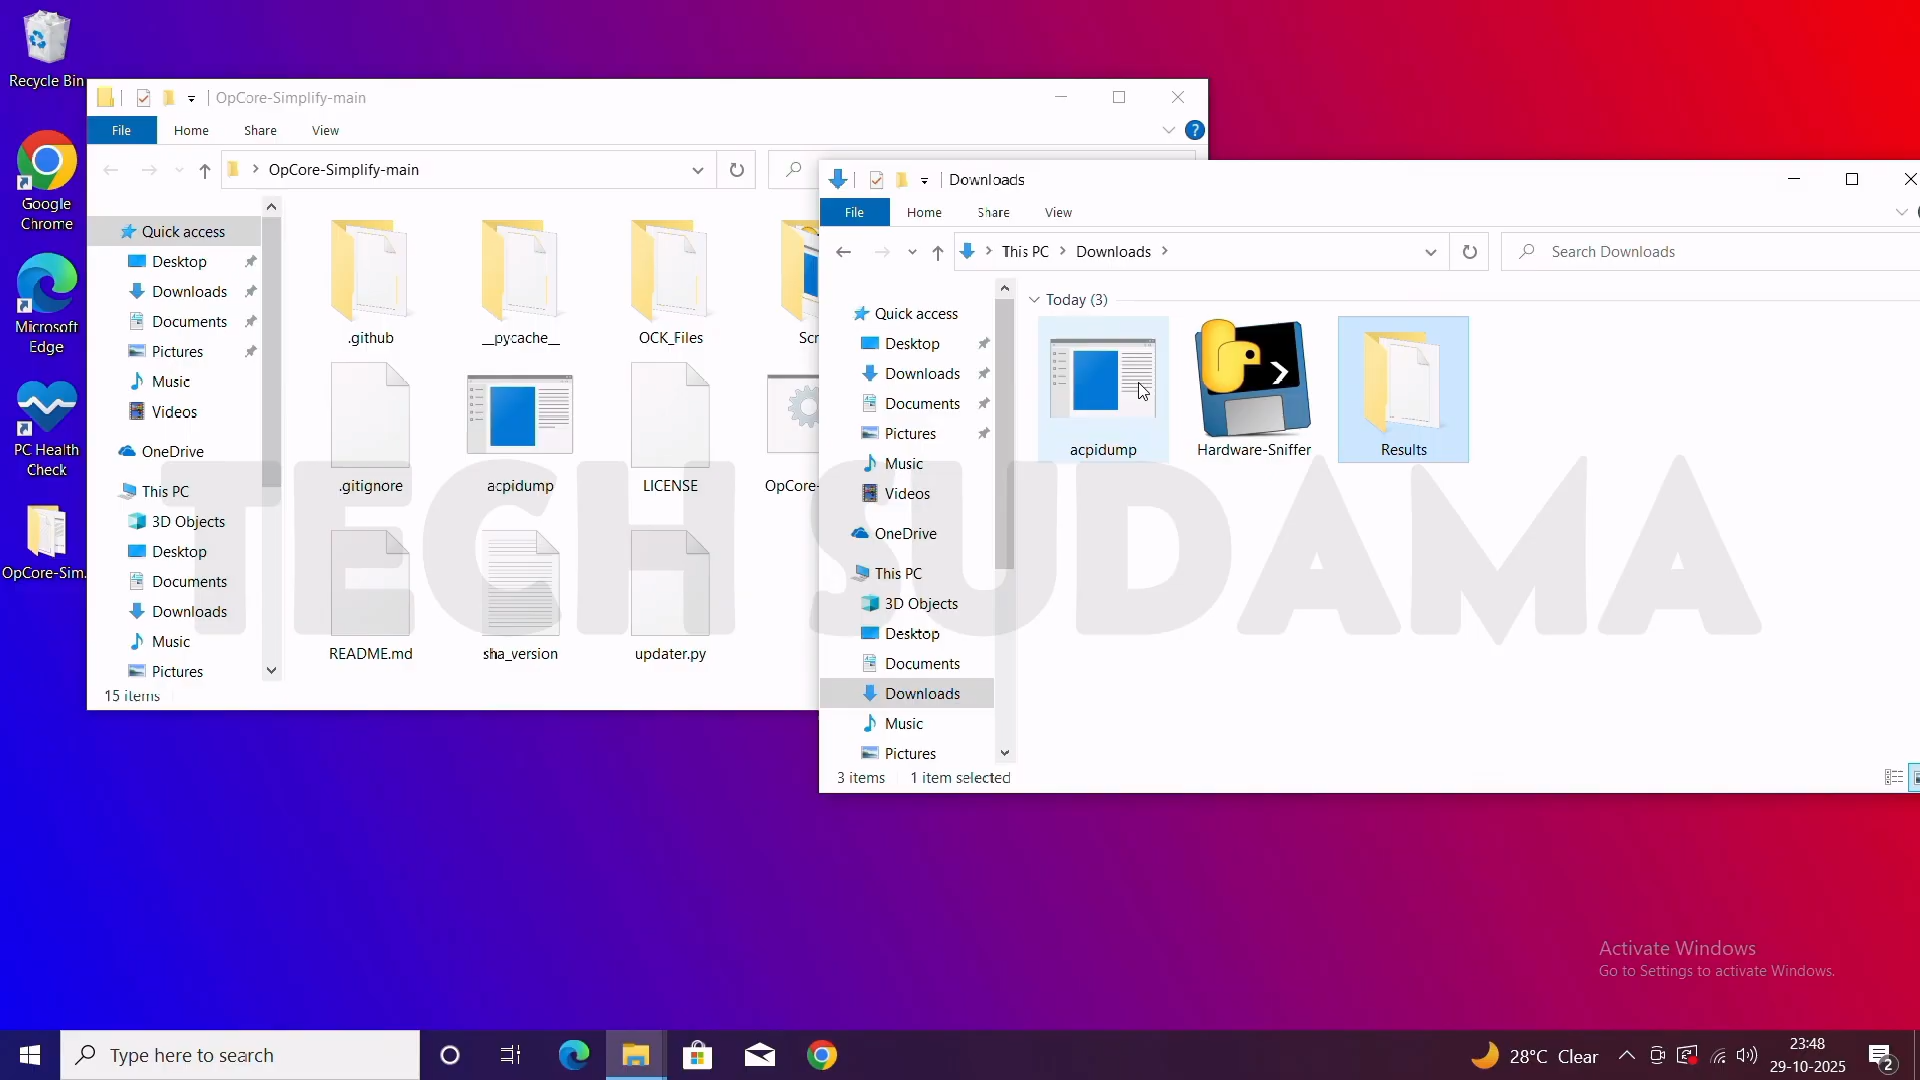 Recycle Bin
Google
Chrome
Microsoft
Edge
PC Health
Check
OpCore-Sim...
OpCore-Simplify-main
File
Home
Share
View
?
OpCore-Simplify-main
Quick access
Desktop
Downloads
Documents
Pictures
Music
Videos
OneDrive
This PC
3D Objects
Desktop
Documents
Downloads
Music
Pictures
.github
__pycache__
OCK_Files
Scr
.gitignore
acpidump
LICENSE
OpCore-
README.md
sha_version
updater.py
15 items
Downloads
File
Home
Share
View
This PC
Downloads
Search Downloads
Quick access
Desktop
Downloads
Documents
Pictures
Music
Videos
OneDrive
This PC
3D Objects
Desktop
Documents
Downloads
Music
Pictures
Today (3)
acpidump
Hardware-Sniffer
Results
3 items
1 item selected
TECH SUDAMA
Activate Windows
Go to Settings to activate Windows.
Type here to search
28°C Clear
23:48
29-10-2025
2